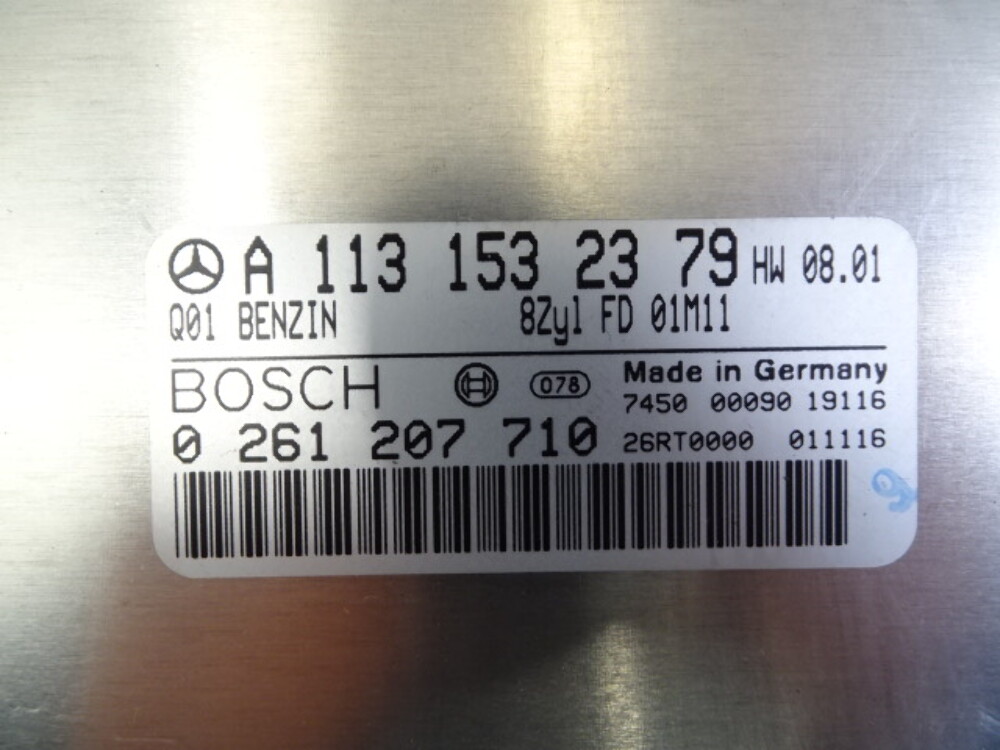 A 113 153 23 79 HW 08.01
Q01 BENZIN 8Zyl FD 01M11
BOSCH 078 Made in Germany
7450 00090 19116
0 261 207 710 26RT0000 011116